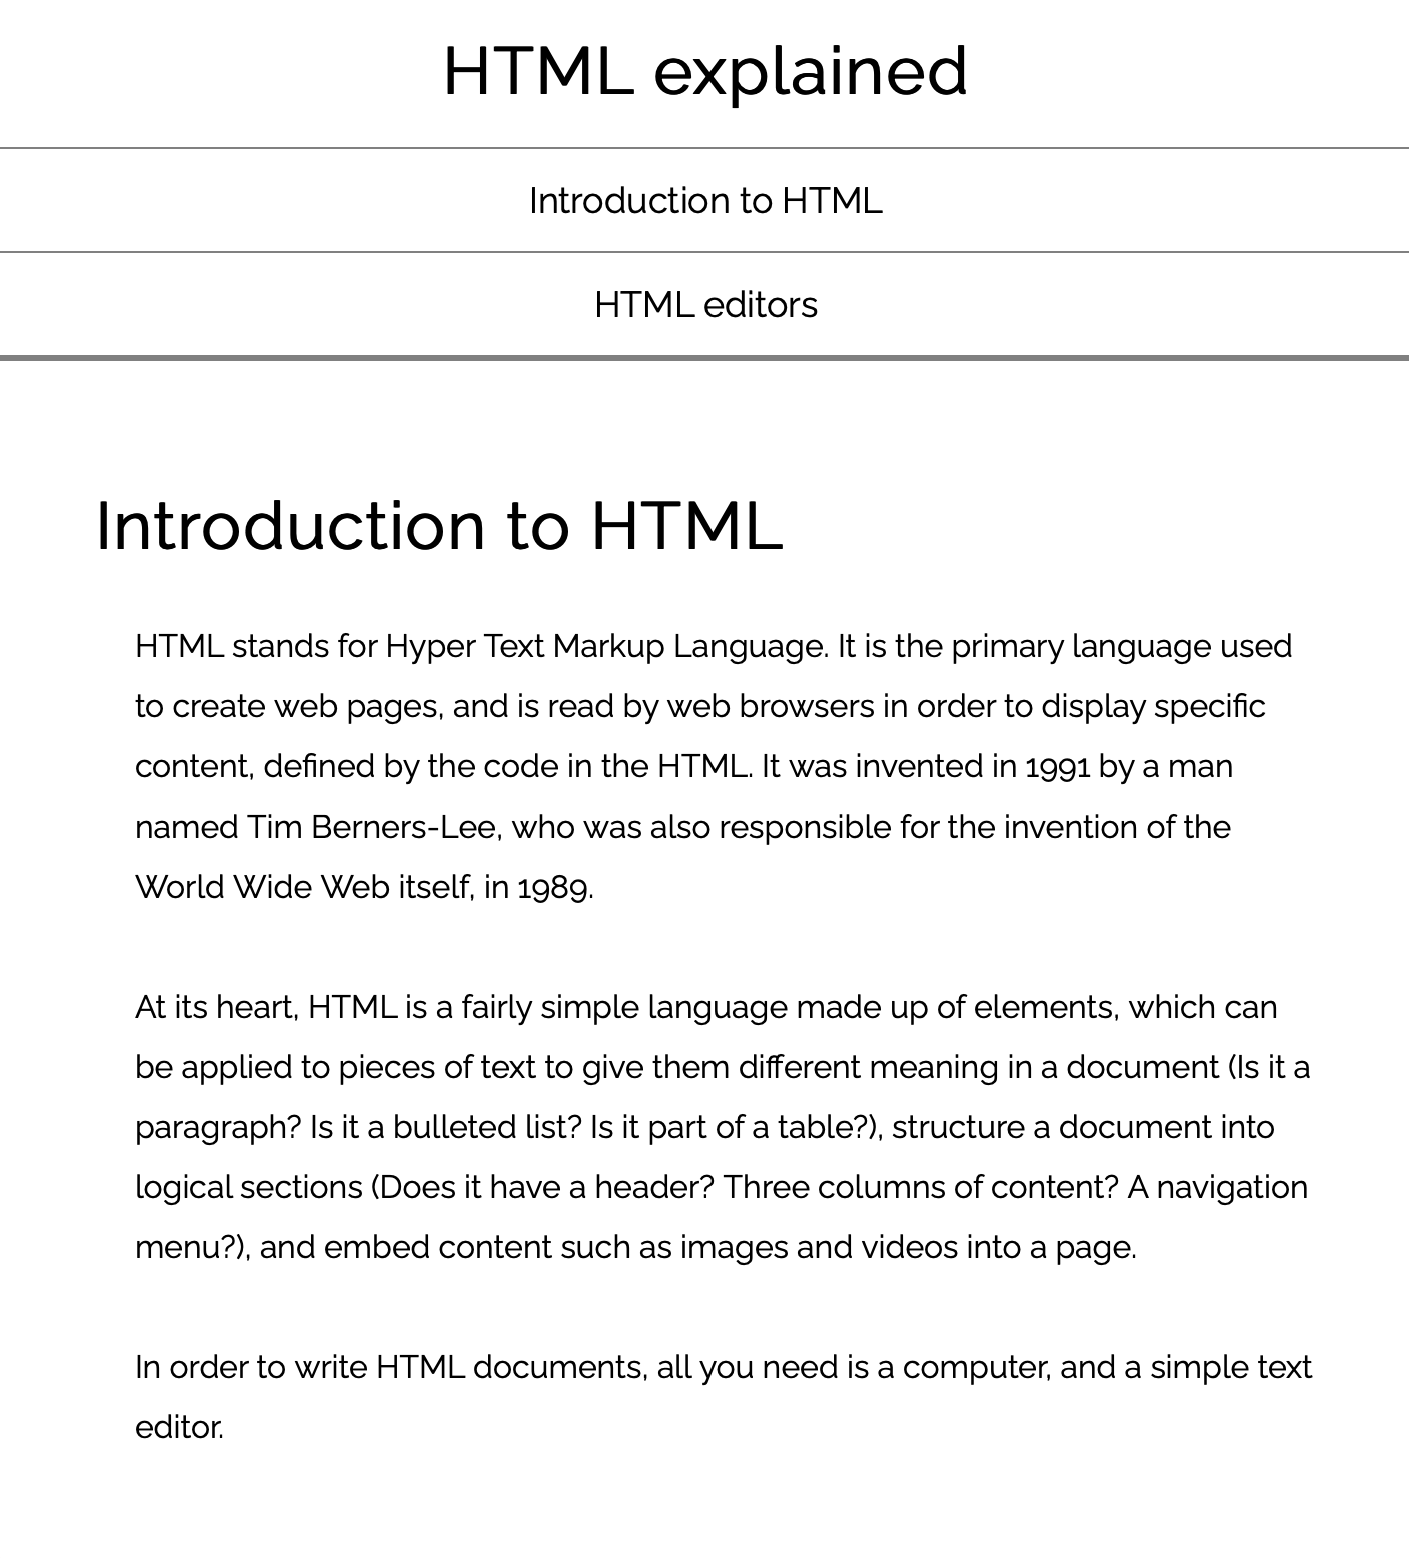 HTML explained
Introduction to HTML
HTML editors
Introduction to HTML
HTML stands for Hyper Text Markup Language. It is the primary language used
to create web pages, and is read by web browsers in order to display specific
content, defined by the code in the HTML. It was invented in 1991 by a man
named Tim Berners-Lee, who was also responsible for the invention of the
World Wide Web itself, in 1989.
At its heart, HTML is a fairly simple language made up of elements, which can
be applied to pieces of text to give them different meaning in a document (Is it a
paragraph? Is it a bulleted list? Is it part of a table?), structure a document into
logical sections (Does it have a header? Three columns of content? A navigation
menu?), and embed content such as images and videos into a page.
In order to write HTML documents, all you need is a computer, and a simple text
editor.